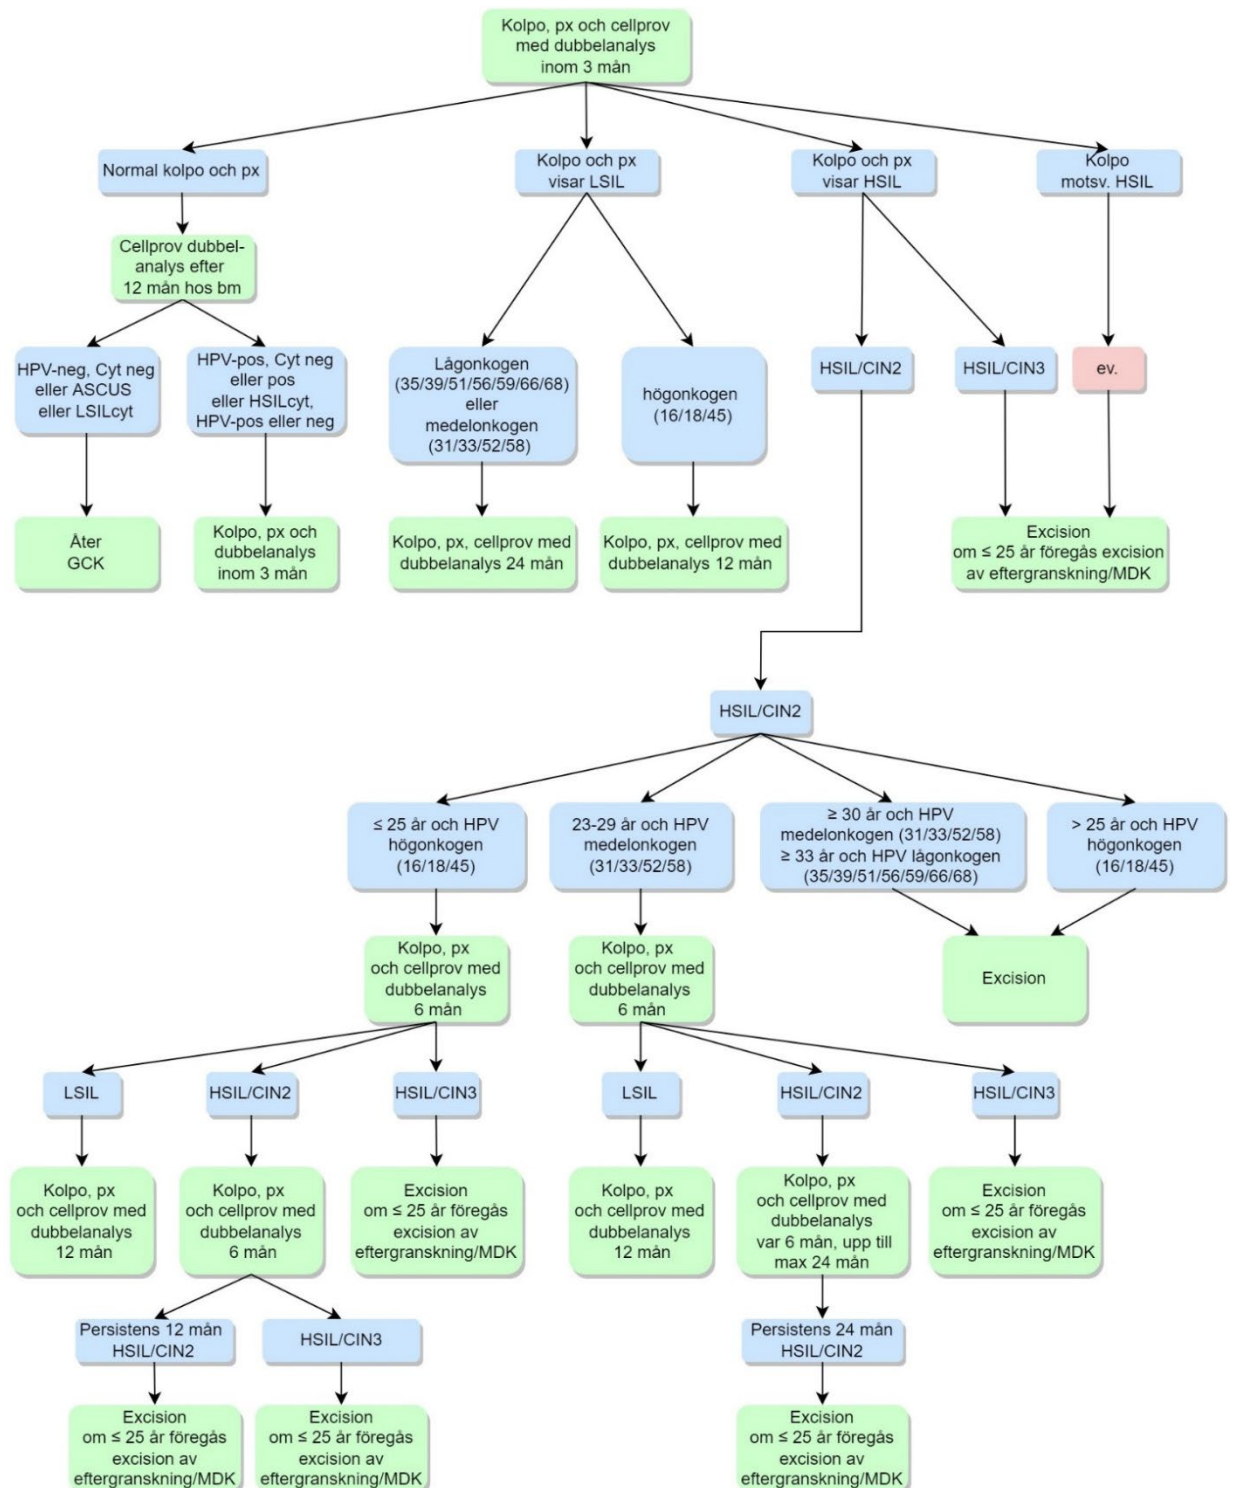 Kolpo, px och cellprov
med dubbelanalys
inom 3 mån
Normal kolpo och px
Kolpo och px
visar LSIL
Kolpo och px
visar HSIL
Kolpo
motsv. HSIL
Cellprov dubbel-
analys efter
12 mån hos bm
HPV-neg, Cyt neg
eller ASCUS
eller LSILcyt
HPV-pos, Cyt neg
eller pos
eller HSILcyt,
HPV-pos eller neg
Lågonkogen
(35/39/51/56/59/66/68)
eller
medelonkogen
(31/33/52/58)
högonkogen
(16/18/45)
HSIL/CIN2
HSIL/CIN3
ev.
Åter
GCK
Kolpo, px och
dubbelanalys
inom 3 mån
Kolpo, px, cellprov med
dubbelanalys 24 mån
Kolpo, px, cellprov med
dubbelanalys 12 mån
Excision
om ≤ 25 år föregås excision
av eftergranskning/MDK
HSIL/CIN2
≤ 25 år och HPV
högonkogen
(16/18/45)
23-29 år och HPV
medelonkogen
(31/33/52/58)
≥ 30 år och HPV
medelonkogen (31/33/52/58)
≥ 33 år och HPV lågonkogen
(35/39/51/56/59/66/68)
> 25 år och HPV
högonkogen
(16/18/45)
Kolpo, px
och cellprov med
dubbelanalys
6 mån
Kolpo, px
och cellprov med
dubbelanalys
6 mån
Excision
LSIL
HSIL/CIN2
HSIL/CIN3
LSIL
HSIL/CIN2
HSIL/CIN3
Kolpo, px
och cellprov med
dubbelanalys
12 mån
Kolpo, px
och cellprov med
dubbelanalys
6 mån
Excision
om ≤ 25 år föregås
excision av
eftergranskning/MDK
Kolpo, px
och cellprov med
dubbelanalys
12 mån
Kolpo, px
och cellprov med
dubbelanalys
var 6 mån, upp till
max 24 mån
Excision
om ≤ 25 år föregås
excision av
eftergranskning/MDK
Persistens 12 mån
HSIL/CIN2
HSIL/CIN3
Persistens 24 mån
HSIL/CIN2
Excision
om ≤ 25 år föregås
excision av
eftergranskning/MDK
Excision
om ≤ 25 år föregås
excision av
eftergranskning/MDK
Excision
om ≤ 25 år föregås
excision av
eftergranskning/MDK